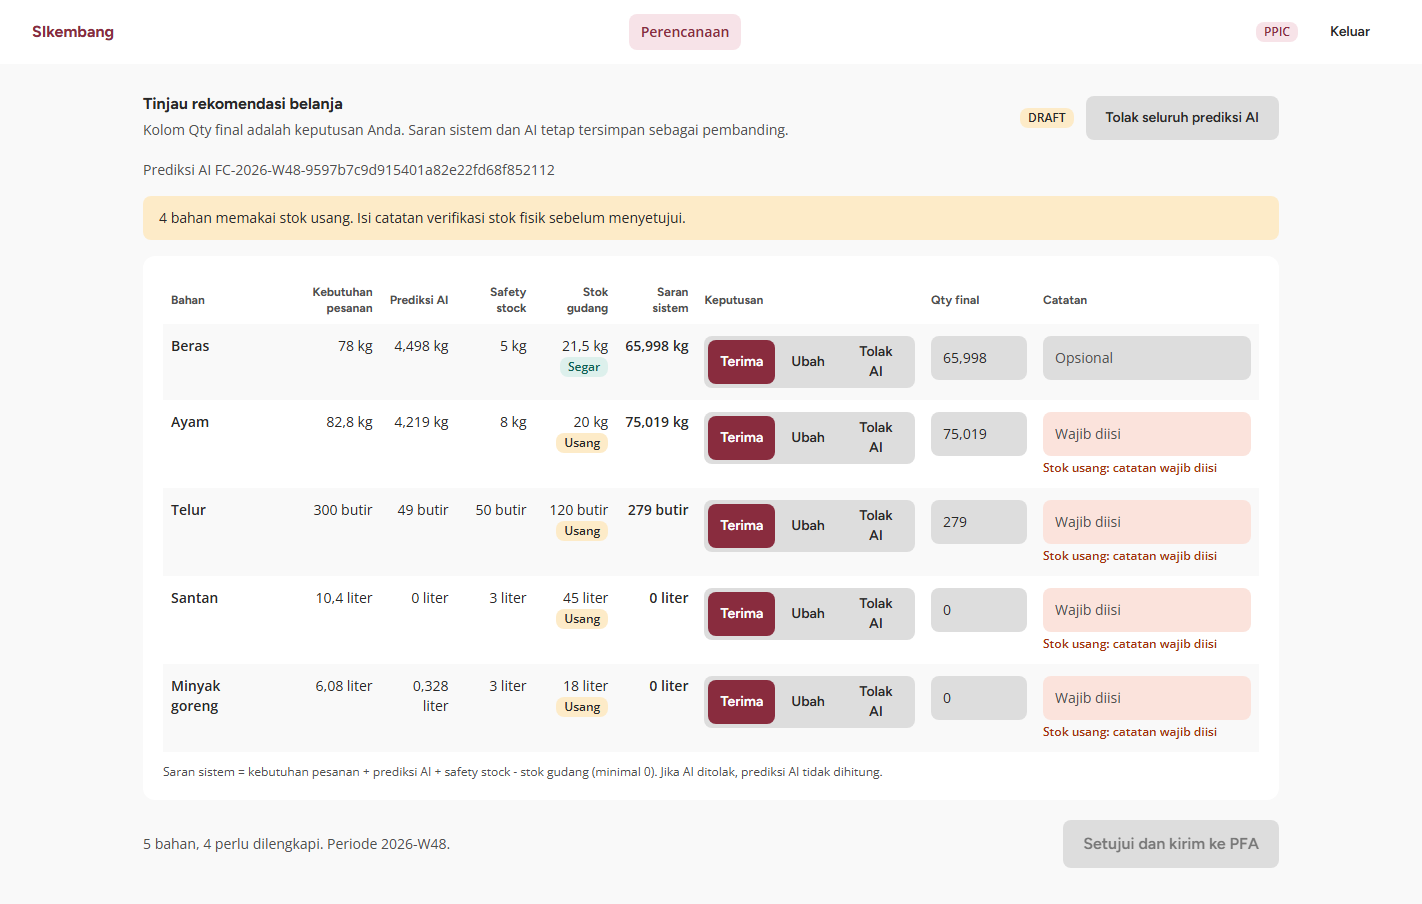 SIkembang
Perencanaan
PPIC
Keluar
Tinjau rekomendasi belanja
Kolom Qty final adalah keputusan Anda. Saran sistem dan AI tetap tersimpan sebagai pembanding.
DRAFT
Tolak seluruh prediksi AI
Prediksi AI FC-2026-W48-9597b7c9d915401a82e22fd68f852112
4 bahan memakai stok usang. Isi catatan verifikasi stok fisik sebelum menyetujui.
Bahan
Kebutuhan
pesanan
Prediksi AI
Safety
stock
Stok
gudang
Saran
sistem
Keputusan
Qty final
Catatan
Beras
78 kg
4,498 kg
5 kg
21,5 kg
Segar
65,998 kg
Terima
Ubah
Tolak
AI
65,998
Opsional
Ayam
82,8 kg
4,219 kg
8 kg
20 kg
Usang
75,019 kg
Terima
Ubah
Tolak
AI
75,019
Wajib diisi
Stok usang: catatan wajib diisi
Telur
300 butir
49 butir
50 butir
120 butir
Usang
279 butir
Terima
Ubah
Tolak
AI
279
Wajib diisi
Stok usang: catatan wajib diisi
Santan
10,4 liter
0 liter
3 liter
45 liter
Usang
0 liter
Terima
Ubah
Tolak
AI
0
Wajib diisi
Stok usang: catatan wajib diisi
Minyak
goreng
6,08 liter
0,328
liter
3 liter
18 liter
Usang
0 liter
Terima
Ubah
Tolak
AI
0
Wajib diisi
Stok usang: catatan wajib diisi
Saran sistem = kebutuhan pesanan + prediksi AI + safety stock - stok gudang (minimal 0). Jika AI ditolak, prediksi AI tidak dihitung.
5 bahan, 4 perlu dilengkapi. Periode 2026-W48.
Setujui dan kirim ke PFA